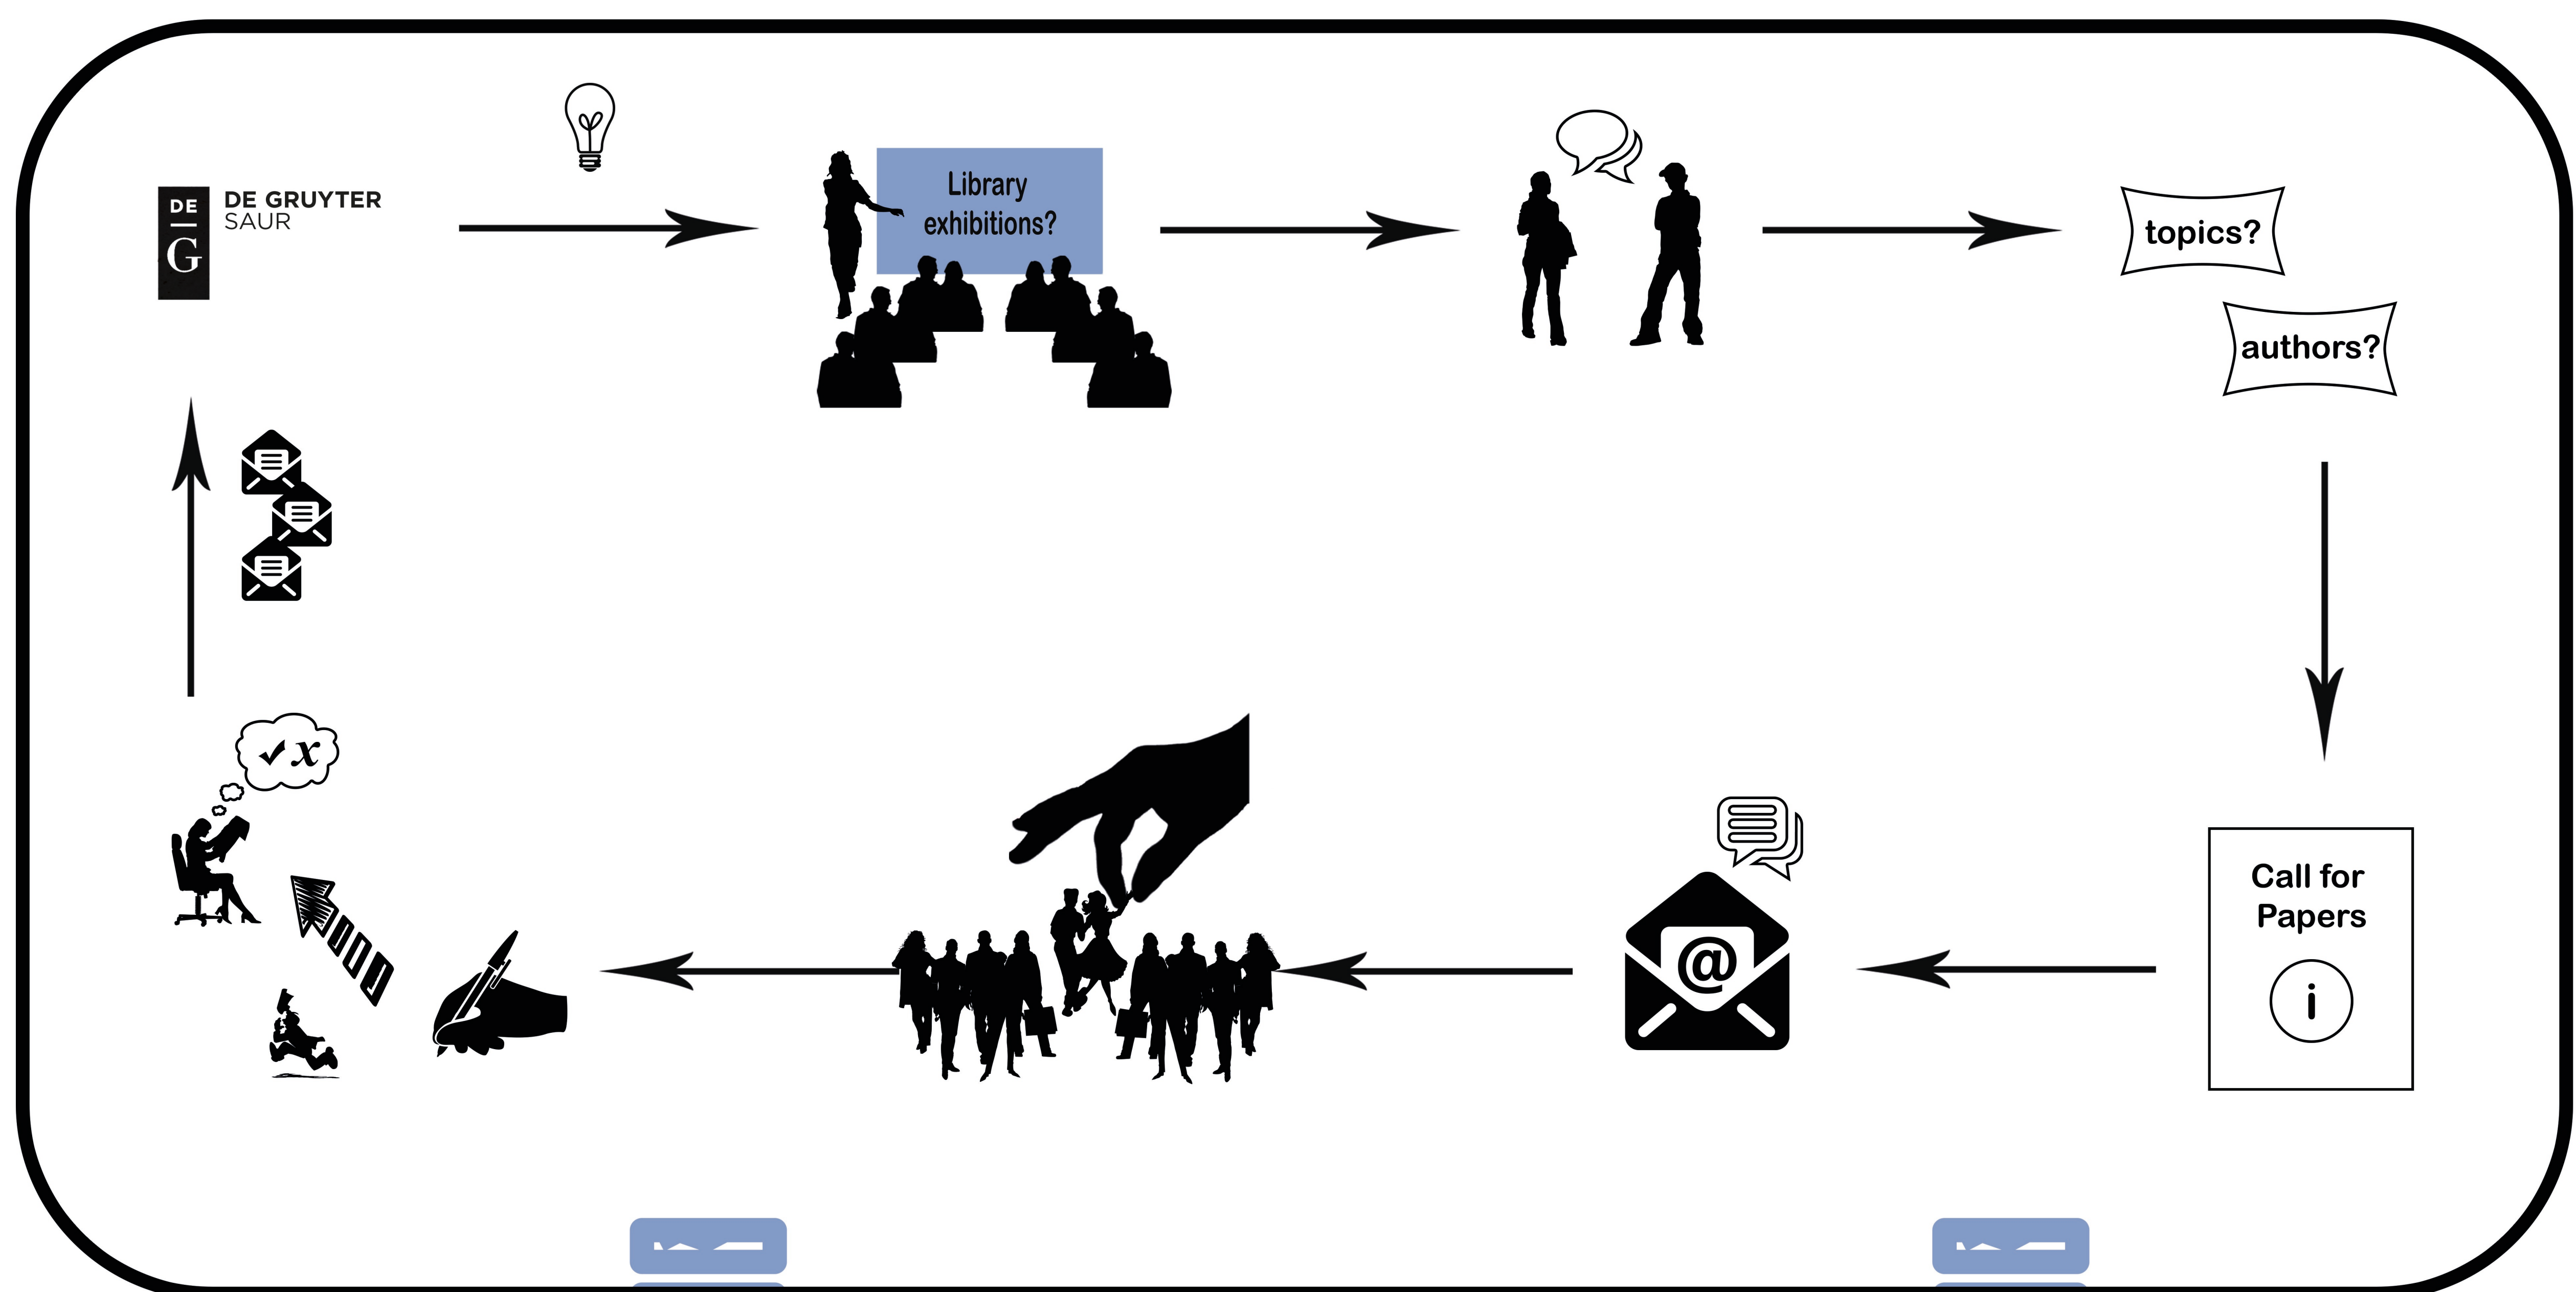 DE
G
DE GRUYTER
SAUR
Library
exhibitions?
topics?
authors?
✓x
@
Call for
Papers
i